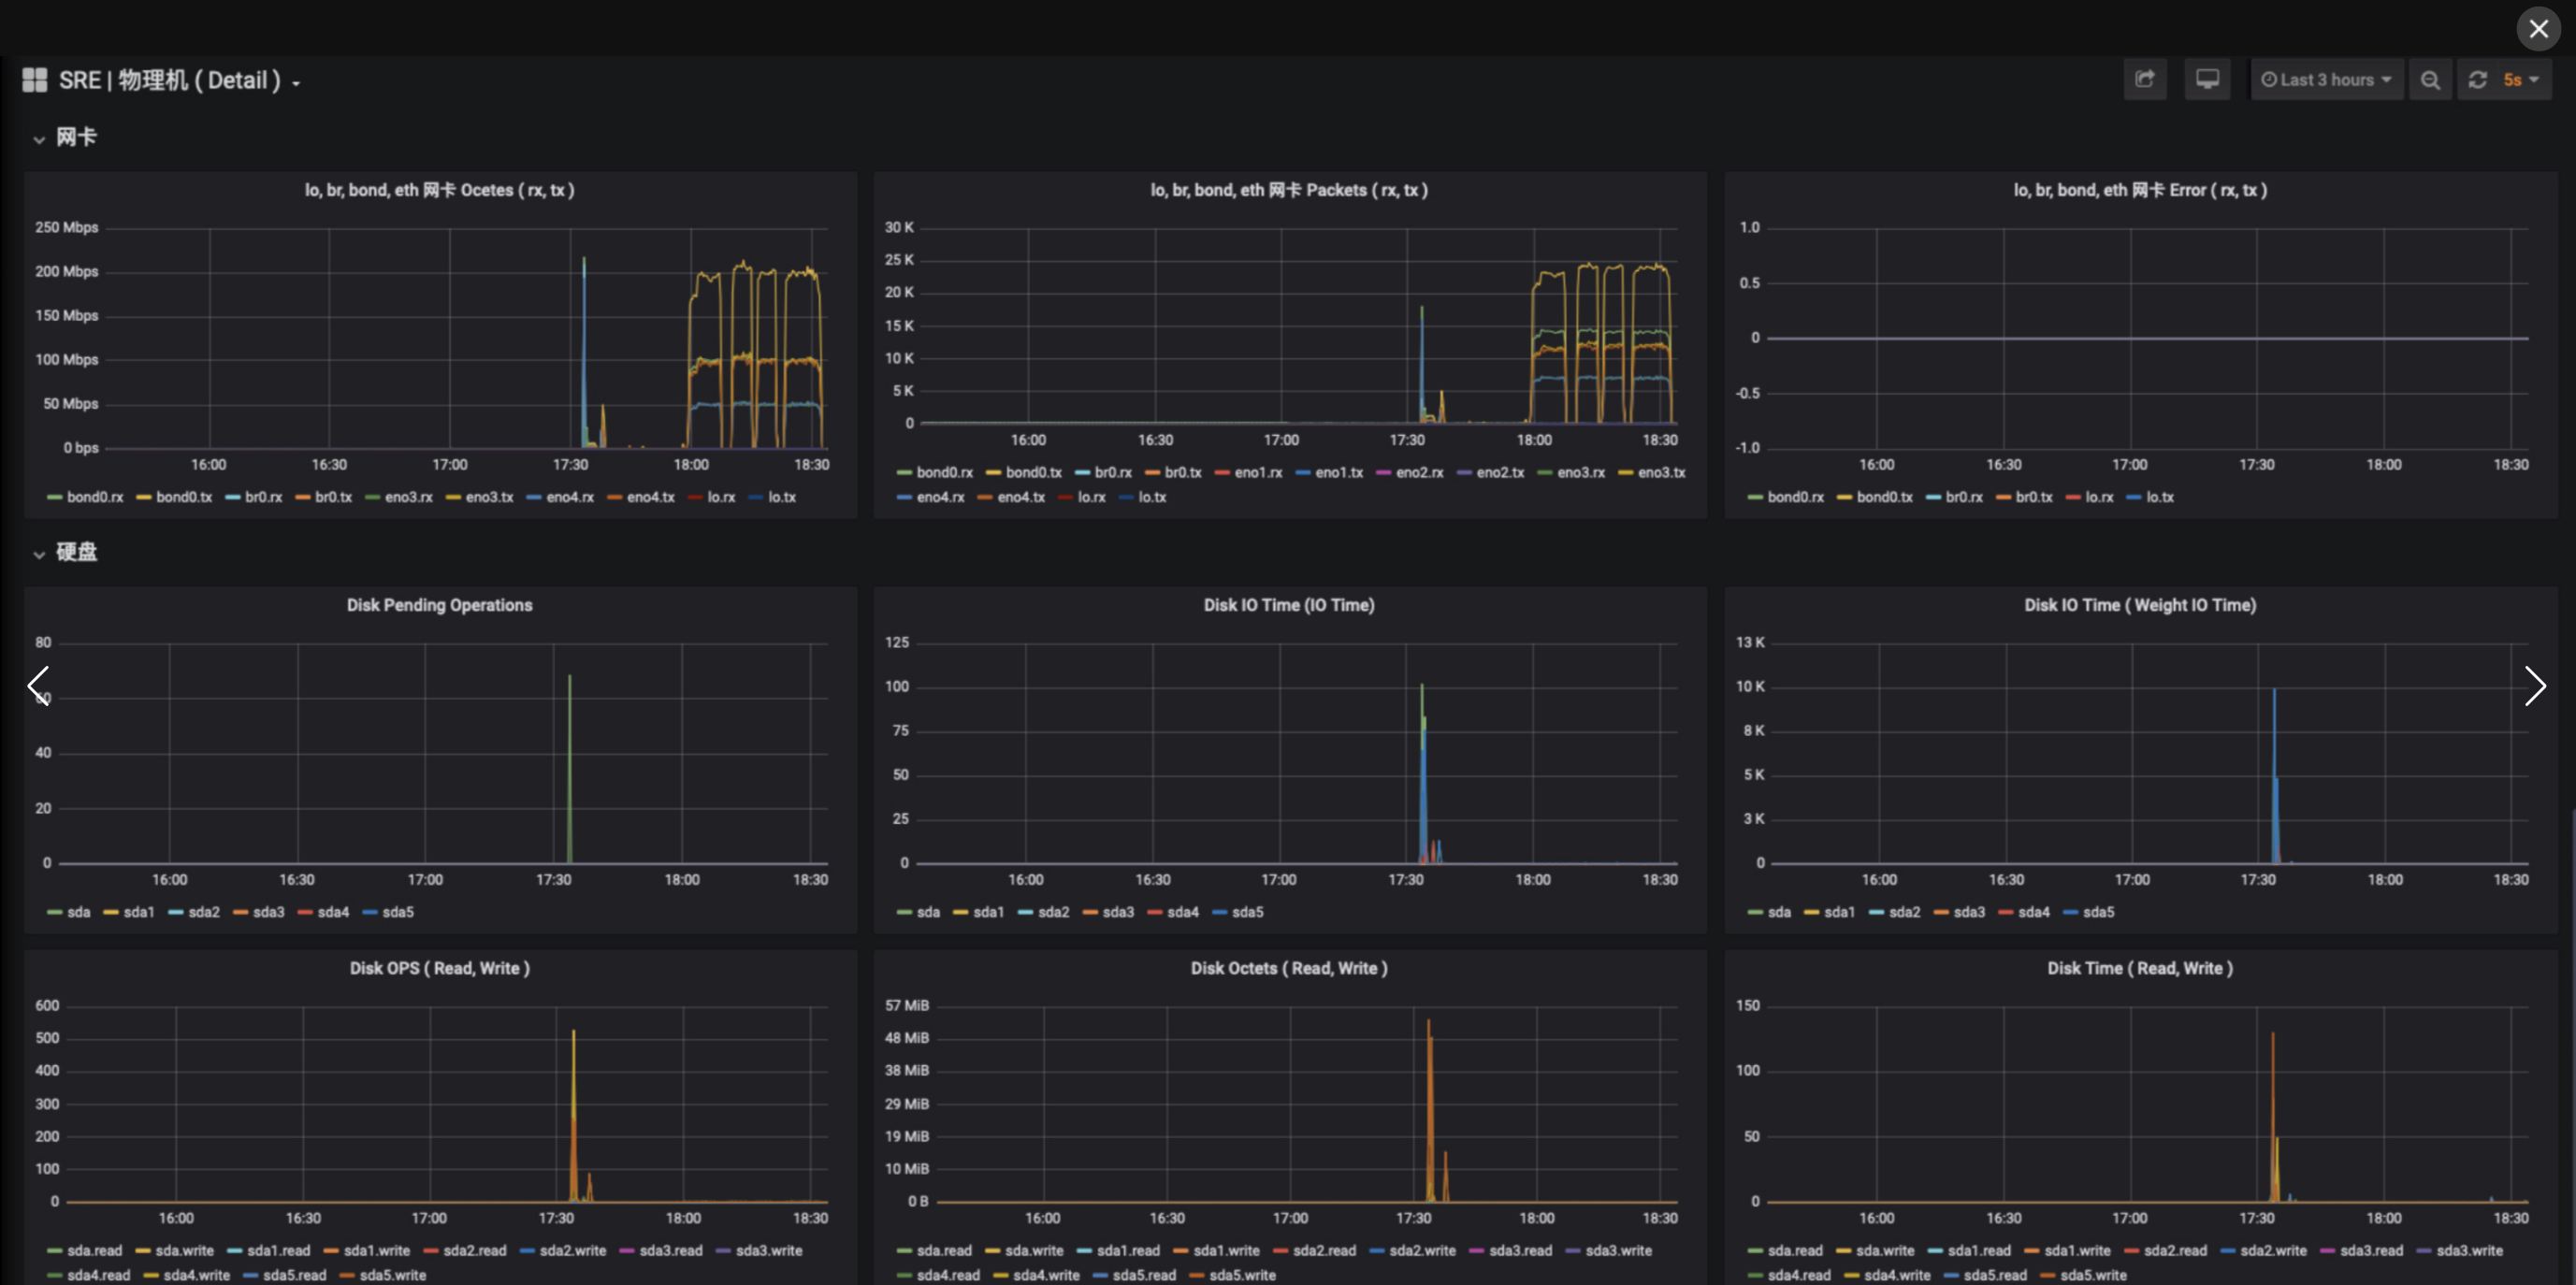 SRE | 物理机 ( Detail )
Last 3 hours
5s
网卡
lo, br, bond, eth 网卡 Ocetes ( rx, tx )
250 Mbps
200 Mbps
150 Mbps
100 Mbps
50 Mbps
0 bps
16:00 16:30 17:00 17:30 18:00 18:30
bond0.rx bond0.tx br0.rx br0.tx eno3.rx eno3.tx eno4.rx eno4.tx lo.rx lo.tx
lo, br, bond, eth 网卡 Packets ( rx, tx )
30 K
25 K
20 K
15 K
10 K
5 K
0
16:00 16:30 17:00 17:30 18:00 18:30
bond0.rx bond0.tx br0.rx br0.tx eno1.rx eno1.tx eno2.rx eno2.tx eno3.rx eno3.tx
eno4.rx eno4.tx lo.rx lo.tx
lo, br, bond, eth 网卡 Error ( rx, tx )
1.0
0.5
0
-0.5
-1.0
16:00 16:30 17:00 17:30 18:00 18:30
bond0.rx bond0.tx br0.rx br0.tx lo.rx lo.tx
硬盘
Disk Pending Operations
80
60
40
20
0
16:00 16:30 17:00 17:30 18:00 18:30
sda sda1 sda2 sda3 sda4 sda5
Disk IO Time (IO Time)
125
100
75
50
25
0
16:00 16:30 17:00 17:30 18:00 18:30
sda sda1 sda2 sda3 sda4 sda5
Disk IO Time ( Weight IO Time)
13 K
10 K
8 K
5 K
3 K
0
16:00 16:30 17:00 17:30 18:00 18:30
sda sda1 sda2 sda3 sda4 sda5
Disk OPS ( Read, Write )
600
500
400
300
200
100
0
16:00 16:30 17:00 17:30 18:00 18:30
sda.read sda.write sda1.read sda1.write sda2.read sda2.write sda3.read sda3.write
sda4.read sda4.write sda5.read sda5.write
Disk Octets ( Read, Write )
57 MiB
48 MiB
38 MiB
29 MiB
19 MiB
10 MiB
0 B
16:00 16:30 17:00 17:30 18:00 18:30
sda.read sda.write sda1.read sda1.write sda2.read sda2.write sda3.read sda3.write
sda4.read sda4.write sda5.read sda5.write
Disk Time ( Read, Write )
150
100
50
0
16:00 16:30 17:00 17:30 18:00 18:30
sda.read sda.write sda1.read sda1.write sda2.read sda2.write sda3.read sda3.write
sda4.read sda4.write sda5.read sda5.write